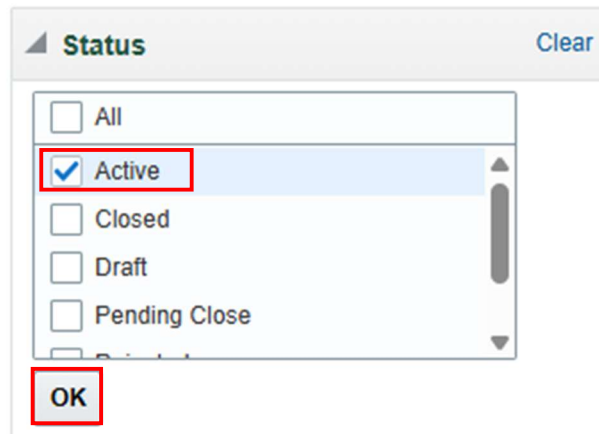 Status
Clear
All
Active
Closed
Draft
Pending Close
OK